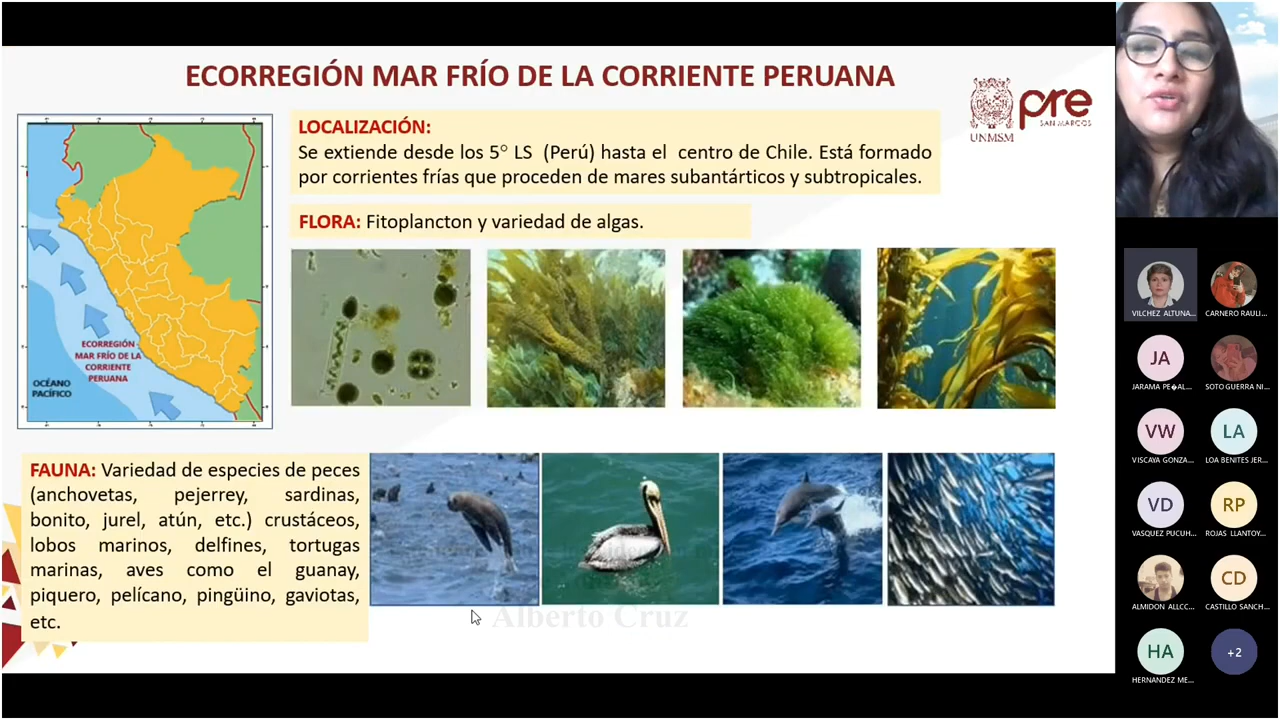 ECORREGIÓN MAR FRÍO DE LA CORRIENTE PERUANA
UNMSM
pre
SAN MARCOS
LOCALIZACIÓN:
Se extiende desde los 5° LS (Perú) hasta el centro de Chile. Está formado
por corrientes frías que proceden de mares subantárticos y subtropicales.
FLORA: Fitoplancton y variedad de algas.
ECORREGIÓN
MAR FRÍO DE LA
CORRIENTE
PERUANA
OCÉANO
PACÍFICO
FAUNA: Variedad de especies de peces
(anchovetas, pejerrey, sardinas,
bonito, jurel, atún, etc.) crustáceos,
lobos marinos, delfines, tortugas
marinas, aves como el guanay,
piquero, pelícano, pingüino, gaviotas,
etc.
Alberto Cruz
VILCHEZ ALTUNA...
CARNERO RAULI...
JA
JARAMA PE�AL...
SOTO GUERRA NI...
VW
VISCAYA GONZA...
LA
LOA BENITES JER...
VD
VASQUEZ PUCUH...
RP
ROJAS LLANTOY...
ALMIDON ALLCC...
CD
CASTILLO SANCH...
HA
HERNANDEZ ME...
+2